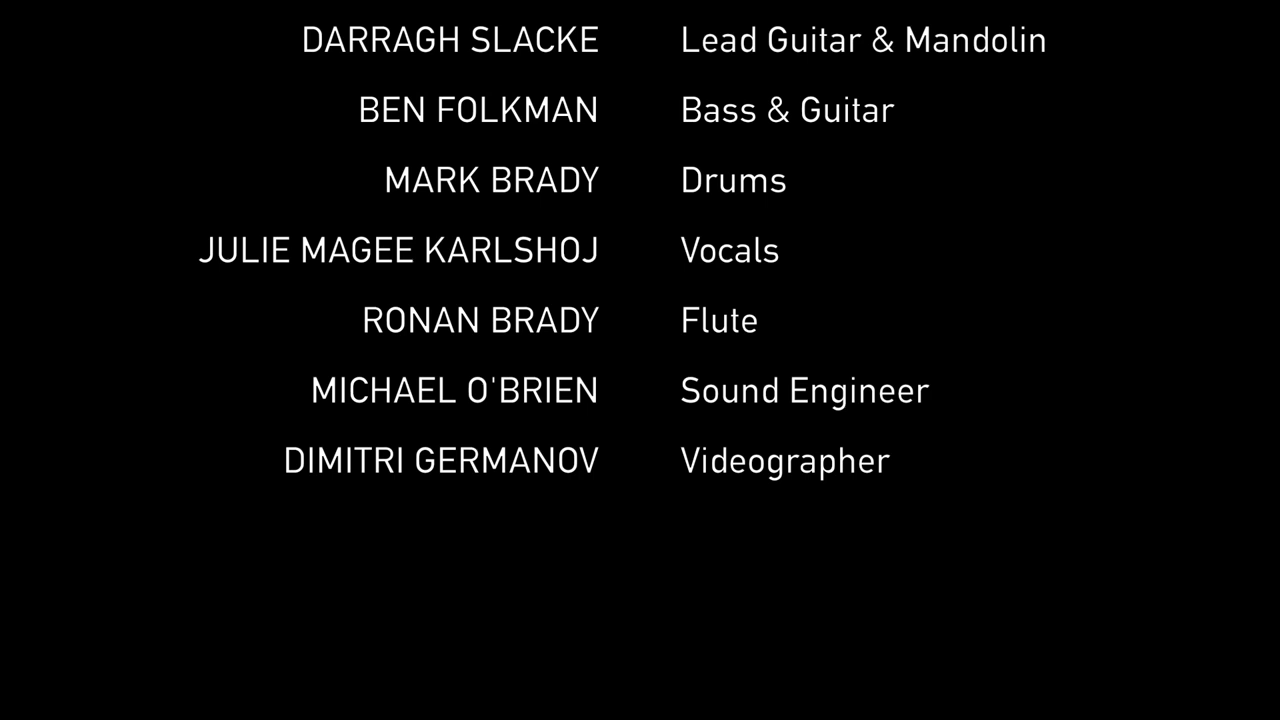 DARRAGH SLACKE Lead Guitar & Mandolin
BEN FOLKMAN Bass & Guitar
MARK BRADY Drums
JULIE MAGEE KARLSHOJ Vocals
RONAN BRADY Flute
MICHAEL O'BRIEN Sound Engineer
DIMITRI GERMANOV Videographer